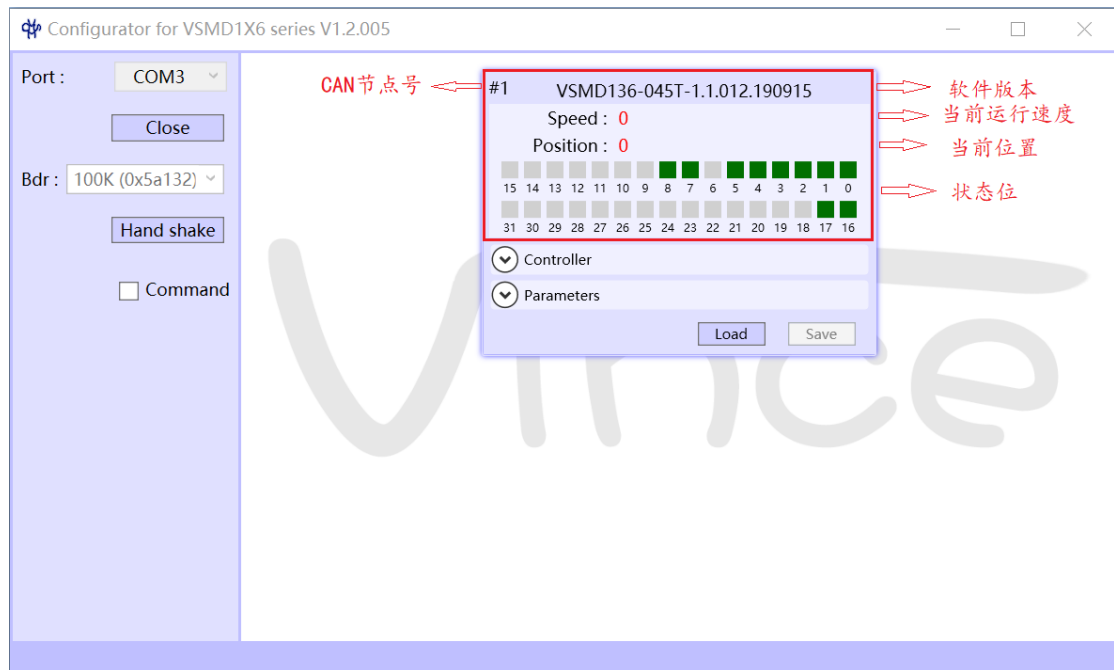 Configurator for VSMD1X6 series V1.2.005
Port : COM3
Close
Bdr : 100K (0x5a132)
Hand shake
Command
CAN节点号
#1 VSMD136-045T-1.1.012.190915
软件版本
Speed : 0
当前运行速度
Position : 0
当前位置
15 14 13 12 11 10 9 8 7 6 5 4 3 2 1 0
状态位
31 30 29 28 27 26 25 24 23 22 21 20 19 18 17 16
Controller
Parameters
Load Save
Vince